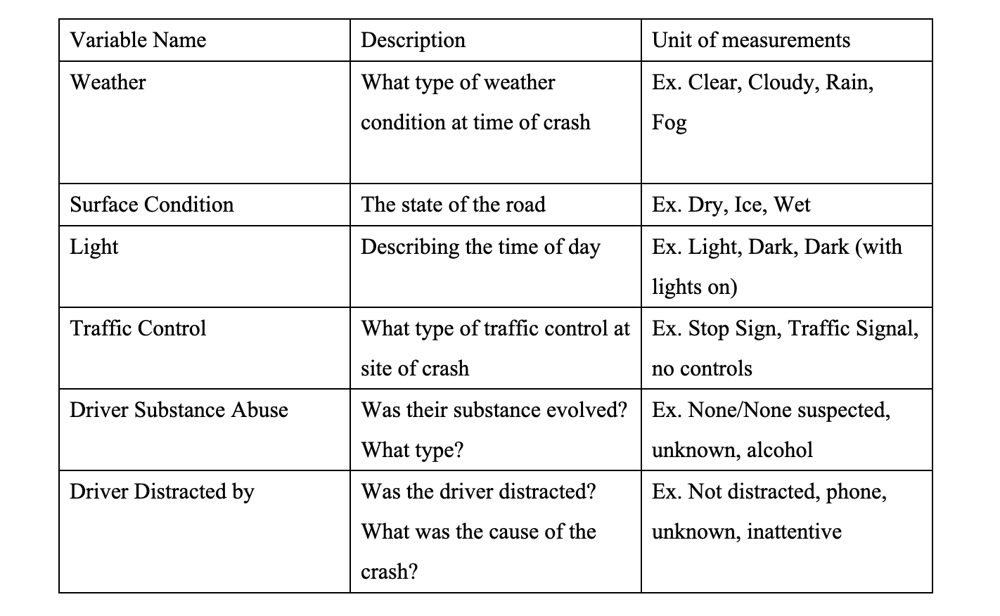 Variable Name
Description
Unit of measurements
Weather
What type of weather
condition at time of crash
Ex. Clear, Cloudy, Rain,
Fog
Surface Condition
The state of the road
Ex. Dry, Ice, Wet
Light
Describing the time of day
Ex. Light, Dark, Dark (with
lights on)
Traffic Control
What type of traffic control at
site of crash
Ex. Stop Sign, Traffic Signal,
no controls
Driver Substance Abuse
Was their substance evolved?
What type?
Ex. None/None suspected,
unknown, alcohol
Driver Distracted by
Was the driver distracted?
What was the cause of the
crash?
Ex. Not distracted, phone,
unknown, inattentive